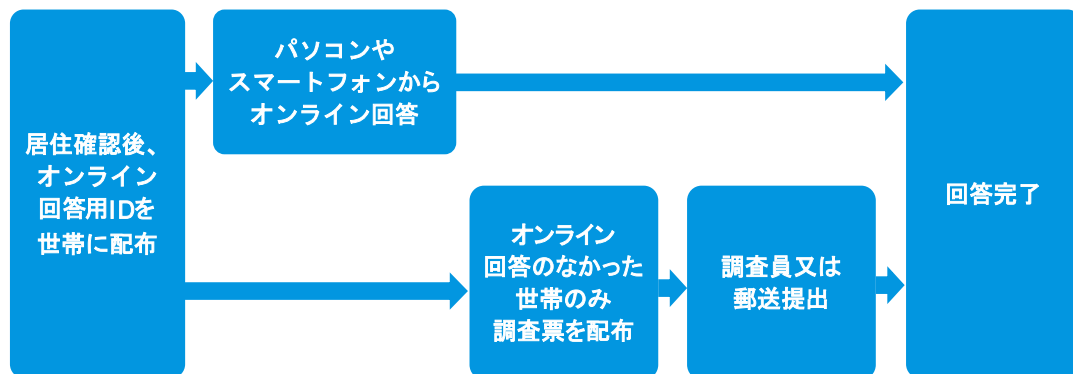 居住確認後、
オンライン
回答用IDを
世帯に配布
パソコンや
スマートフォンから
オンライン回答
オンライン
回答のなかった
世帯のみ
調査票を配布
調査員又は
郵送提出
回答完了